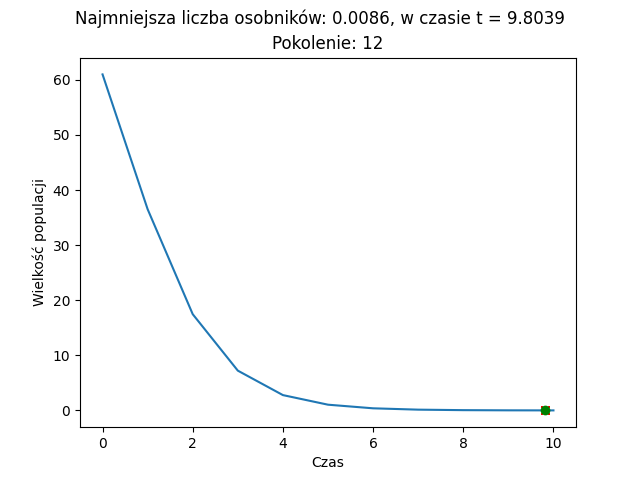 Najmniejsza liczba osobników: 0.0086, w czasie t = 9.8039
Pokolenie: 12
60
50
40
30
20
10
0
Wielkość populacji
0 2 4 6 8 10
Czas